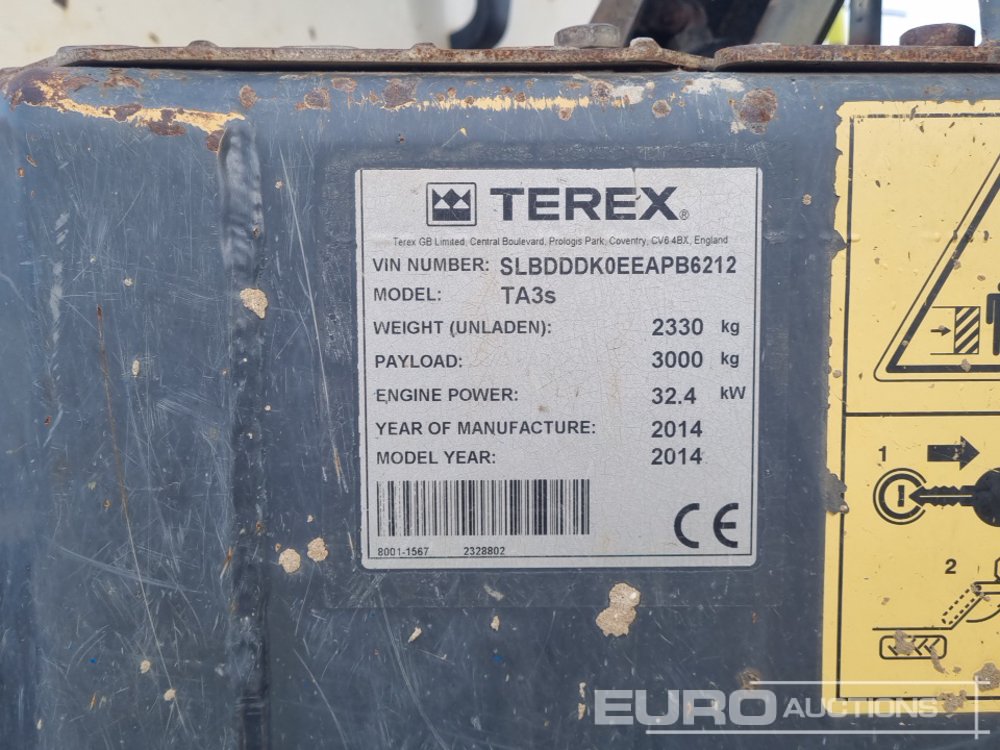 TEREX®
Terex GB Limited, Central Boulevard, Prologis Park, Coventry, CV6 4BX, England
VIN NUMBER: SLBDDDK0EEAPB6212
MODEL: TA3s
WEIGHT (UNLADEN): 2330 kg
PAYLOAD: 3000 kg
ENGINE POWER: 32.4 kW
YEAR OF MANUFACTURE: 2014
MODEL YEAR: 2014
8001-1567 2328802
CE
1
2
EURO AUCTIONS